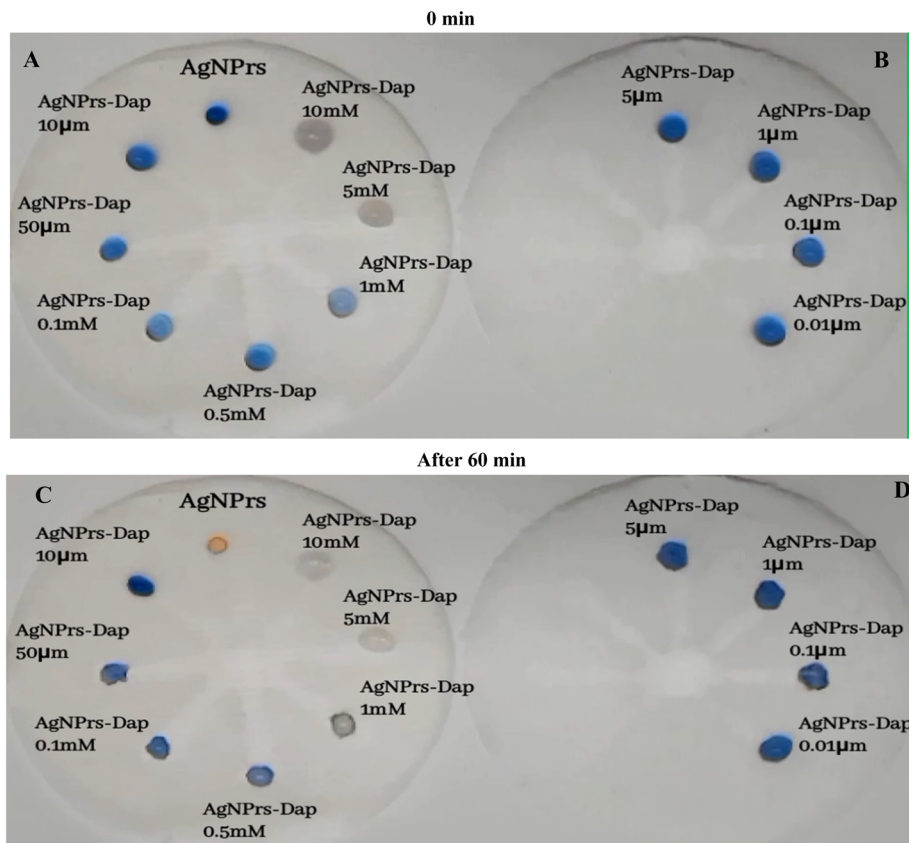 0 min
A
AgNPrs
AgNPrs-Dap
10mM
AgNPrs-Dap
10µm
AgNPrs-Dap
5mM
AgNPrs-Dap
50µm
AgNPrs-Dap
1mM
AgNPrs-Dap
0.1mM
AgNPrs-Dap
0.5mM
B
AgNPrs-Dap
5µm
AgNPrs-Dap
1µm
AgNPrs-Dap
0.1µm
AgNPrs-Dap
0.01µm
After 60 min
C
AgNPrs
AgNPrs-Dap
10mM
AgNPrs-Dap
10µm
AgNPrs-Dap
5mM
AgNPrs-Dap
50µm
AgNPrs-Dap
1mM
AgNPrs-Dap
0.1mM
AgNPrs-Dap
0.5mM
D
AgNPrs-Dap
5µm
AgNPrs-Dap
1µm
AgNPrs-Dap
0.1µm
AgNPrs-Dap
0.01µm